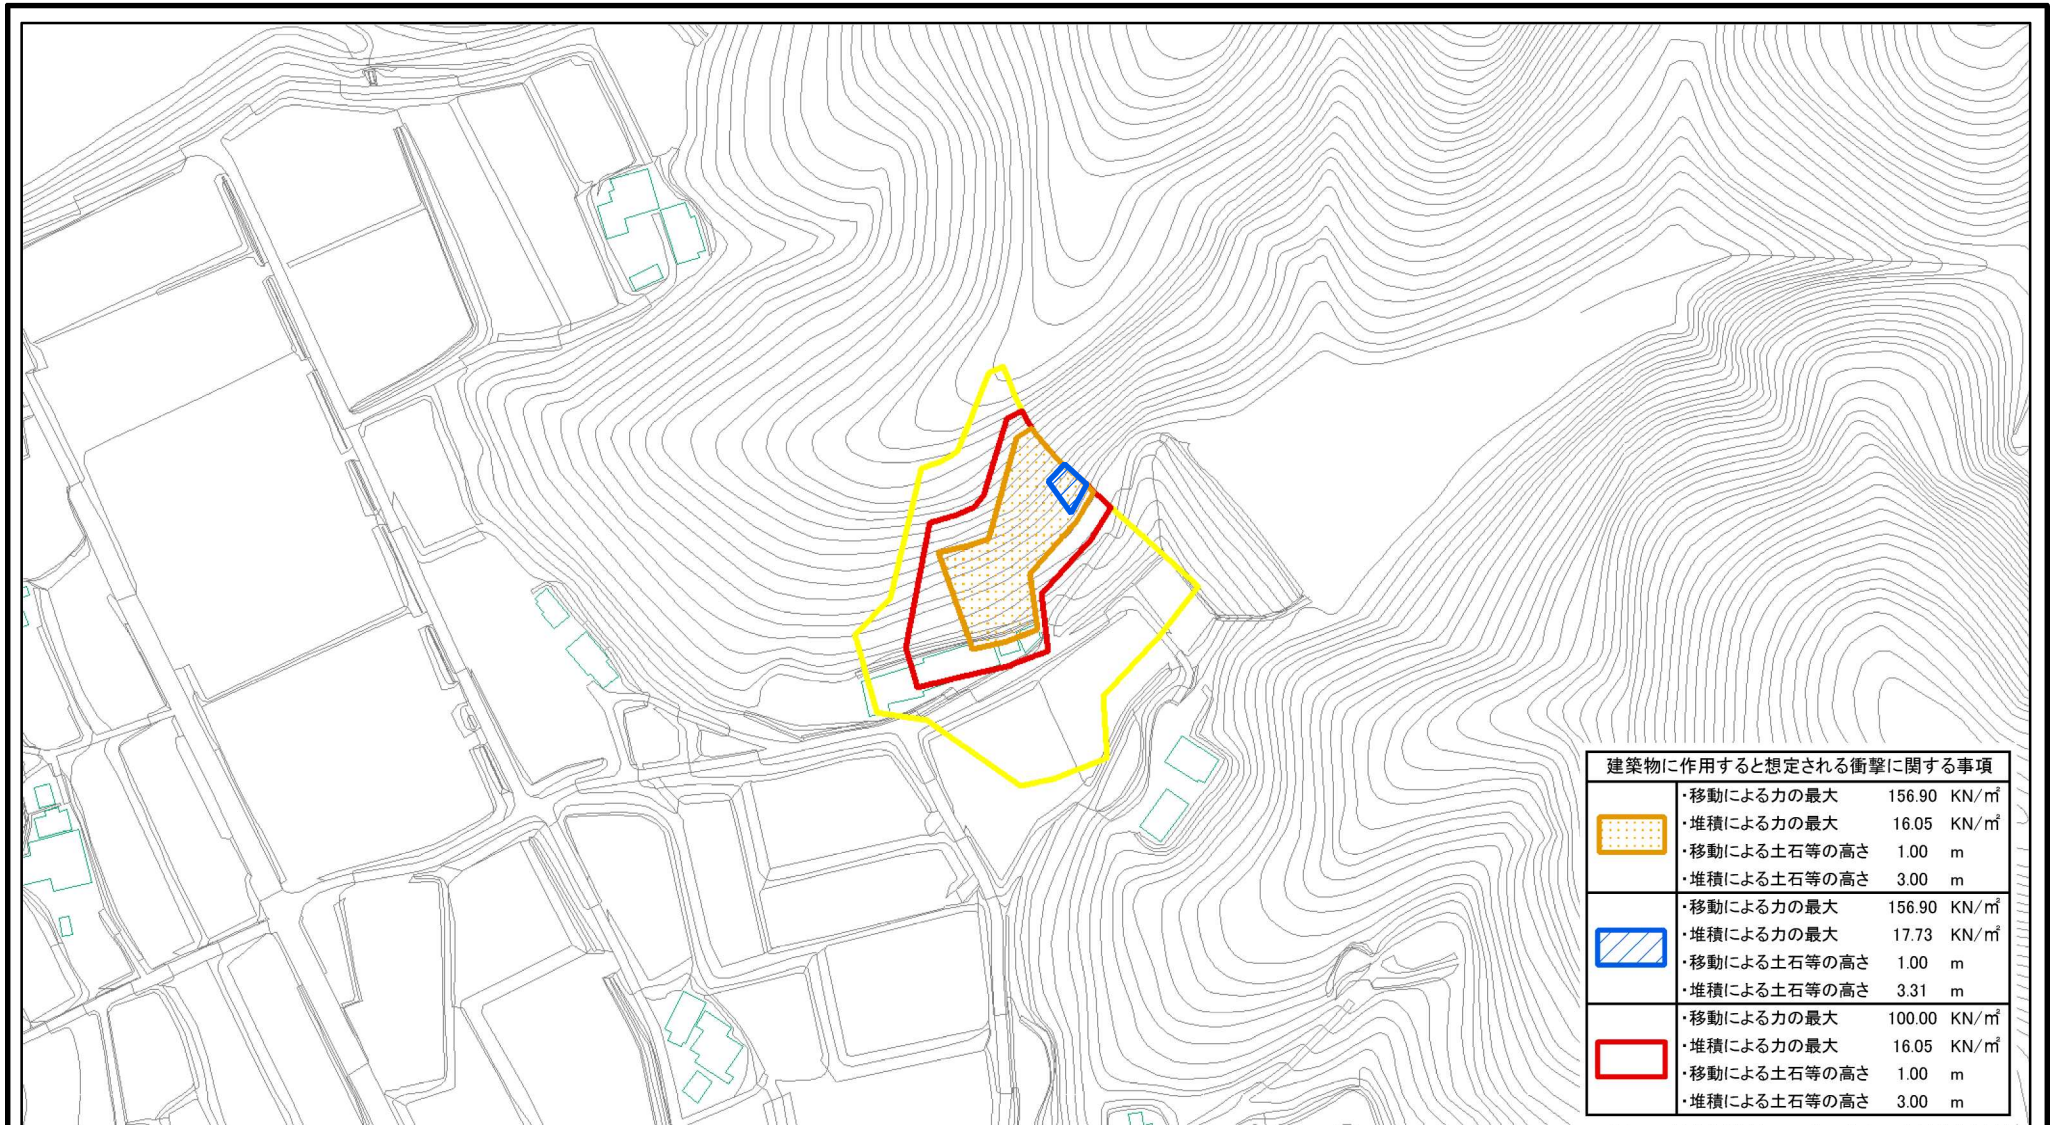 建築物に作用すると想定される衝撃に関する事項
・移動による力の最大 156.90 KN/㎡
・堆積による力の最大 16.05 KN/㎡
・移動による土石等の高さ 1.00 m
・堆積による土石等の高さ 3.00 m
・移動による力の最大 156.90 KN/㎡
・堆積による力の最大 17.73 KN/㎡
・移動による土石等の高さ 1.00 m
・堆積による土石等の高さ 3.31 m
・移動による力の最大 100.00 KN/㎡
・堆積による力の最大 16.05 KN/㎡
・移動による土石等の高さ 1.00 m
・堆積による土石等の高さ 3.00 m